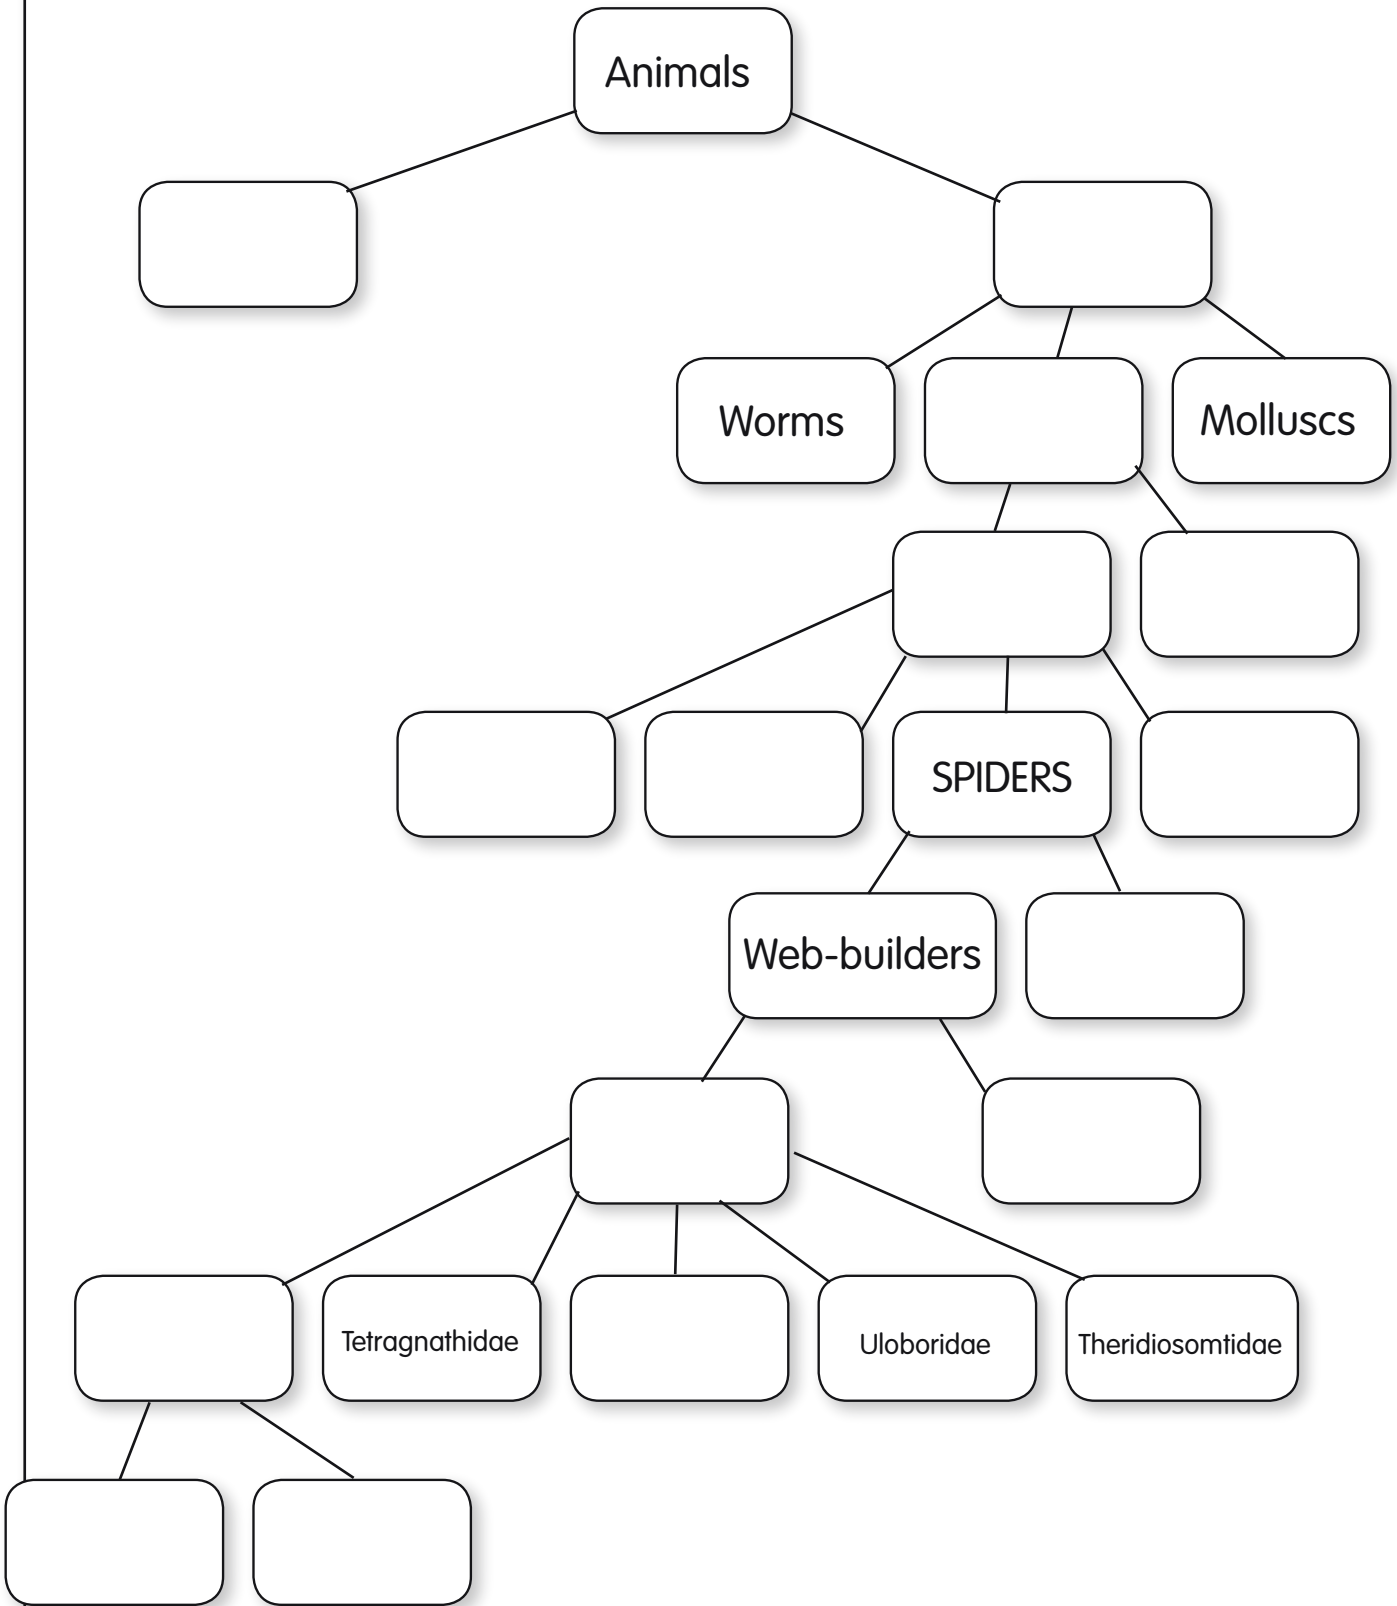 Animals
Worms
Molluscs
SPIDERS
Web-builders
Tetragnathidae
Uloboridae
Theridiosomtidae